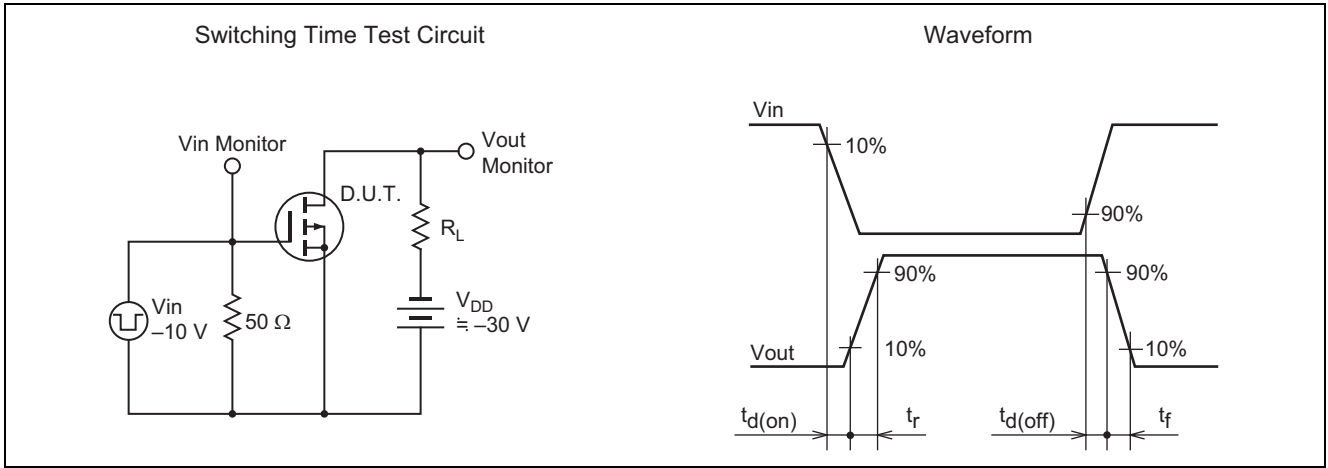 Switching Time Test Circuit
Vin Monitor
Vout
Monitor
D.U.T.
RL
Vin
–10 V
50 Ω
VDD
≒ –30 V
Waveform
Vin
10%
90%
90%
90%
Vout
10%
10%
td(on)
tr
td(off)
tf